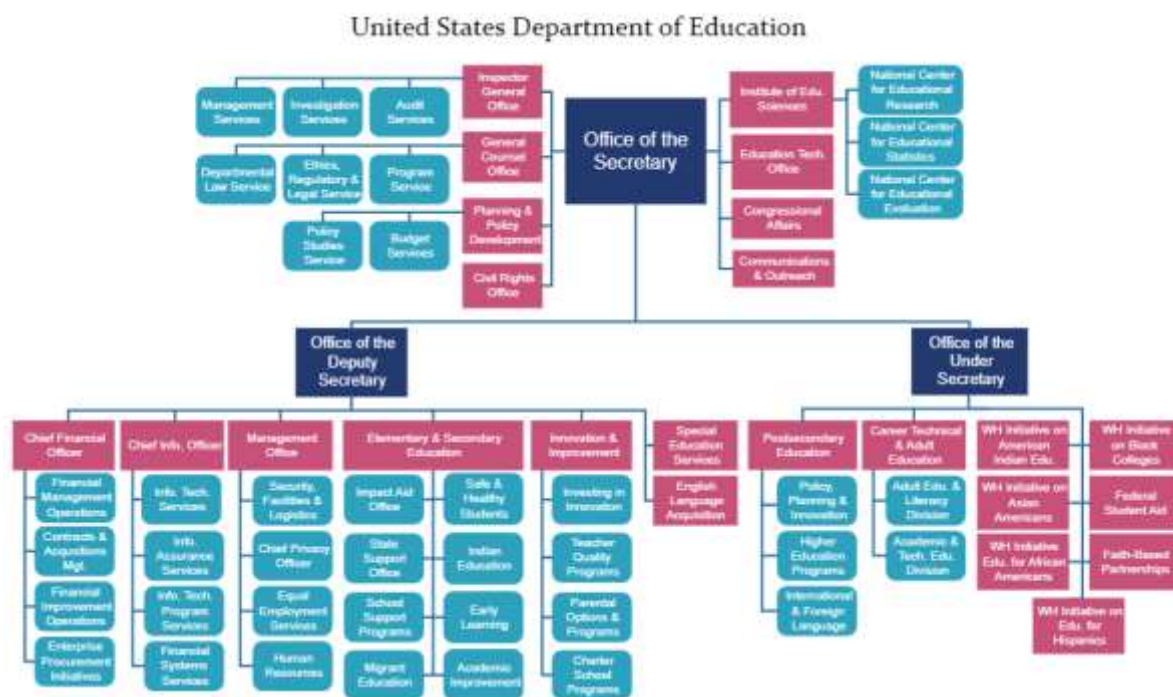 United States Department of Education
Inspector
General
Office
Management
Services
Investigation
Services
Audit
Services
General
Counsel
Office
Departmental
Law Service
Ethics,
Regulatory &
Legal Service
Program
Service
Planning &
Policy
Development
Policy
Studies
Service
Budget
Services
Civil Rights
Office
Office of the
Secretary
Institute of Edu.
Sciences
National Center
for Educational
Research
National Center
for Educational
Statistics
National Center
for Educational
Evaluation
Education Tech.
Office
Congressional
Affairs
Communications
& Outreach
Office of the
Deputy
Secretary
Office of the
Under
Secretary
Chief Financial
Officer
Financial
Management
Operations
Contracts &
Acquisitions
Mgt.
Financial
Improvement
Operations
Enterprise
Procurement
Initiatives
Chief Info. Officer
Info. Tech.
Services
Info.
Assurance
Services
Info. Tech.
Program
Services
Financial
Systems
Services
Management
Office
Security,
Facilities &
Logistics
Chief Privacy
Officer
Equal
Employment
Services
Human
Resources
Elementary & Secondary
Education
Impact Aid
Office
Safe &
Healthy
Students
State
Support
Office
Indian
Education
School
Support
Programs
Early
Learning
Migrant
Education
Academic
Improvement
Innovation &
Improvement
Investing in
Innovation
Teacher
Quality
Programs
Parental
Options &
Programs
Charter
School
Programs
Special
Education
Services
English
Language
Acquisition
Postsecondary
Education
Policy,
Planning &
Innovation
Higher
Education
Programs
International
& Foreign
Language
Career Technical
& Adult
Education
Adult Edu. &
Literacy
Division
Academic &
Tech. Edu.
Division
WH Initiative on
American
Indian Edu.
WH Initiative
on Black
Colleges
WH Initiative on
Asian
Americans
Federal
Student Aid
WH Initiative
Edu. for African
Americans
Faith-Based
Partnerships
WH Initiative on
Edu. for
Hispanics